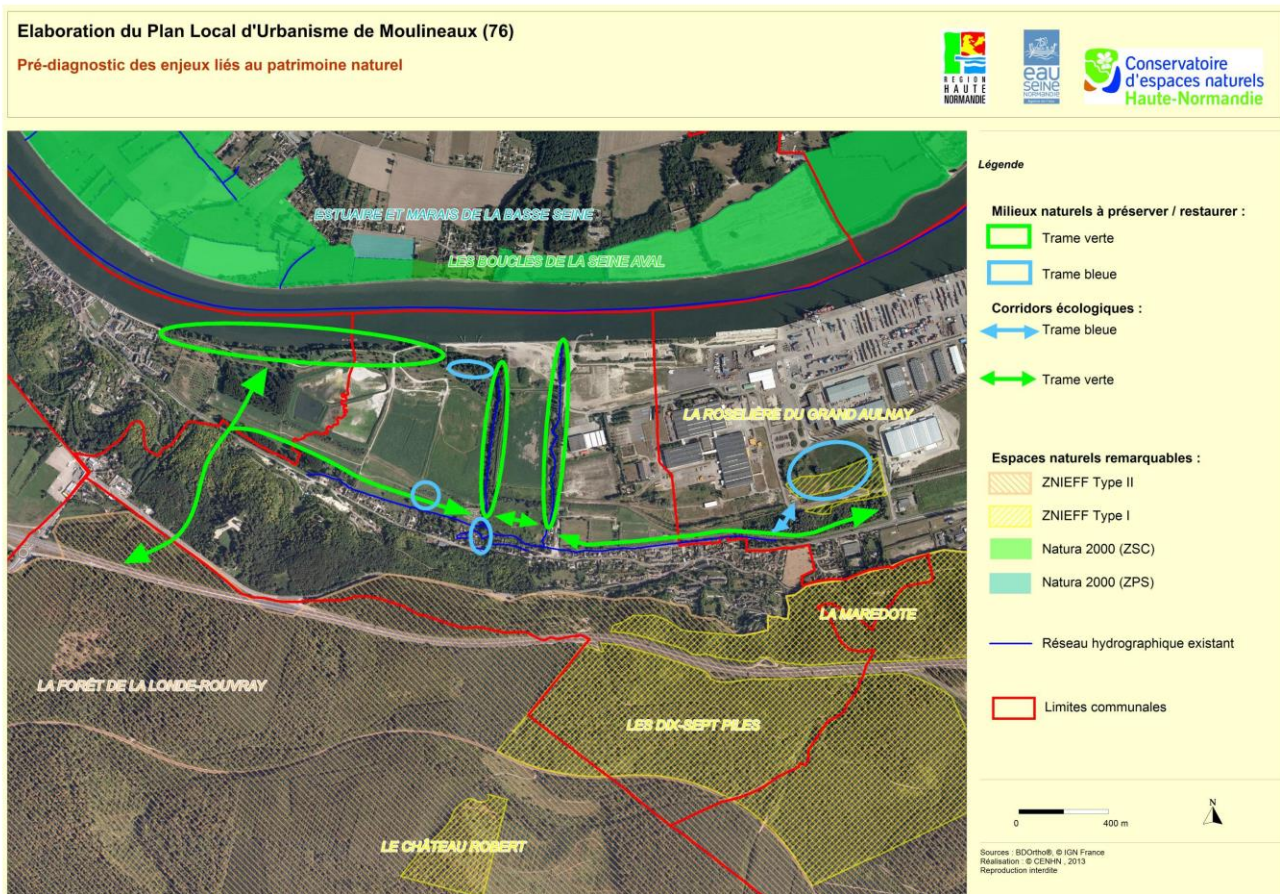 Elaboration du Plan Local d'Urbanisme de Moulineaux (76)
Pré-diagnostic des enjeux liés au patrimoine naturel
REGION
HAUTE
NORMANDIE
eau
SEINE
NORMANDIE
Conservatoire
d'espaces naturels
Haute-Normandie
ESTUAIRE ET MARAIS DE LA BASSE SEINE
LES BOUCLES DE LA SEINE AVAL
LA ROSELIÈRE DU GRAND AULNAY
LA MAREDOTE
LA FORÊT DE LA LONDE-ROUVRAY
LES DIX-SEPT PILES
LE CHÂTEAU ROBERT
Légende
Milieux naturels à préserver / restaurer :
Trame verte
Trame bleue
Corridors écologiques :
Trame bleue
Trame verte
Espaces naturels remarquables :
ZNIEFF Type II
ZNIEFF Type I
Natura 2000 (ZSC)
Natura 2000 (ZPS)
Réseau hydrographique existant
Limites communales
0 400 m
N
Sources : BDOrtho®, © IGN France
Réalisation : © CENHN , 2013
Reproduction interdite